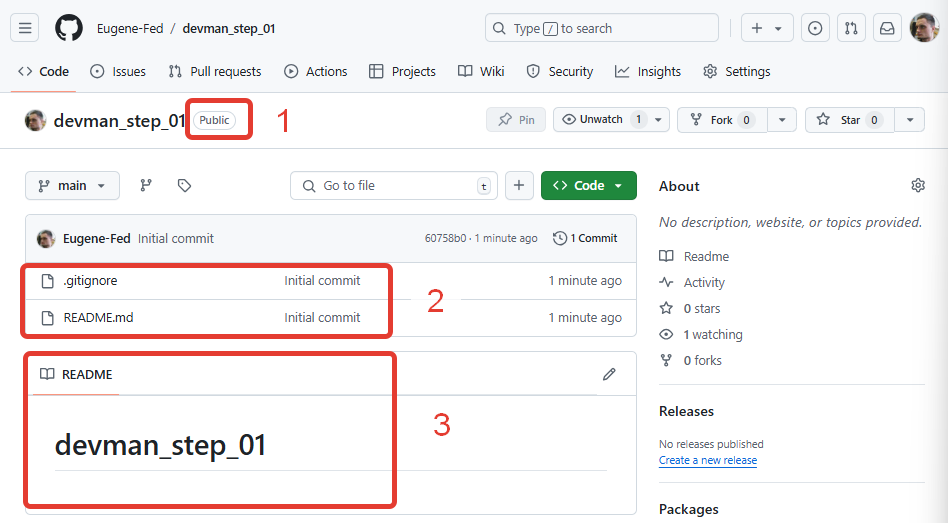 Eugene-Fed / devman_step_01
Type / to search
Code Issues Pull requests Actions Projects Wiki Security Insights Settings
devman_step_01 Public 1 Pin Unwatch 1 Fork 0 Star 0
main Go to file t + Code
About
No description, website, or topics provided.
Readme
Activity
0 stars
1 watching
0 forks
Releases
No releases published
Create a new release
Packages
Eugene-Fed Initial commit 60758b0 · 1 minute ago 1 Commit
.gitignore Initial commit 1 minute ago
2
README.md Initial commit 1 minute ago
README
3
devman_step_01